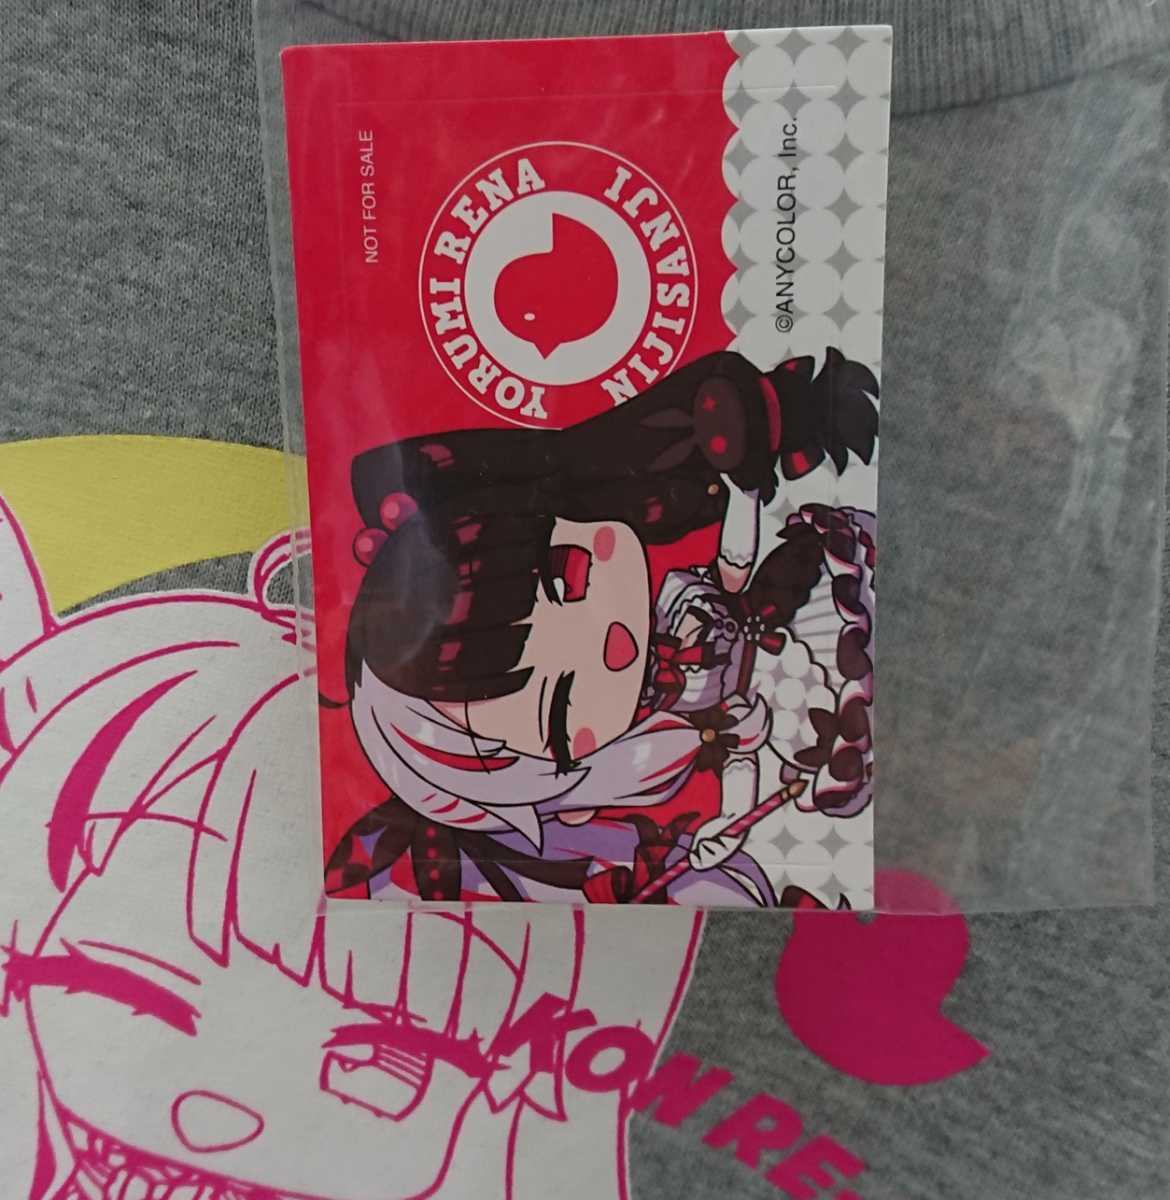 NOT FOR SALE
YORUMI RENA
NIJISANJI
©ANYCOLOR, Inc.
KON RE